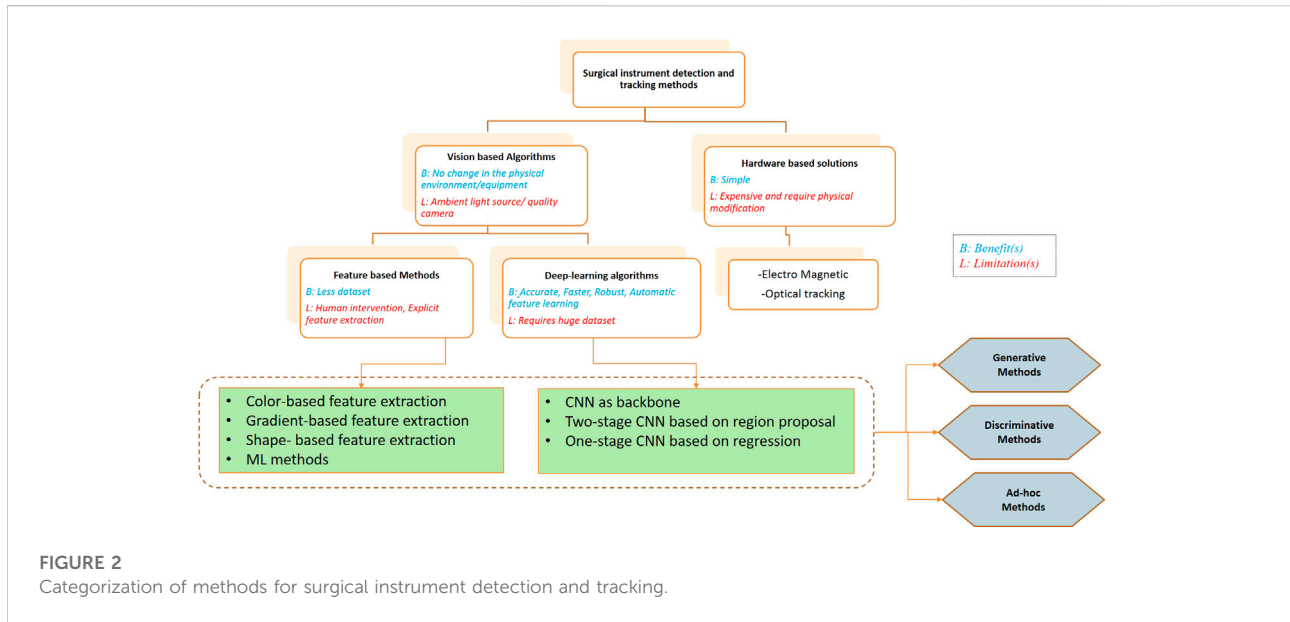 Surgical instrument detection and
tracking methods
Vision based Algorithms
B: No change in the physical
environment/equipment
L: Ambient light source/ quality
camera
Hardware based solutions
B: Simple
L: Expensive and require physical
modification
B: Benefit(s)
L: Limitation(s)
Feature based Methods
B: Less dataset
L: Human intervention, Explicit
feature extraction
Deep-learning algorithms
B: Accurate, Faster, Robust, Automatic
feature learning
L: Requires huge dataset
-Electro Magnetic
-Optical tracking
• Color-based feature extraction
• Gradient-based feature extraction
• Shape- based feature extraction
• ML methods
• CNN as backbone
• Two-stage CNN based on region proposal
• One-stage CNN based on regression
Generative
Methods
Discriminative
Methods
Ad-hoc
Methods
FIGURE 2
Categorization of methods for surgical instrument detection and tracking.